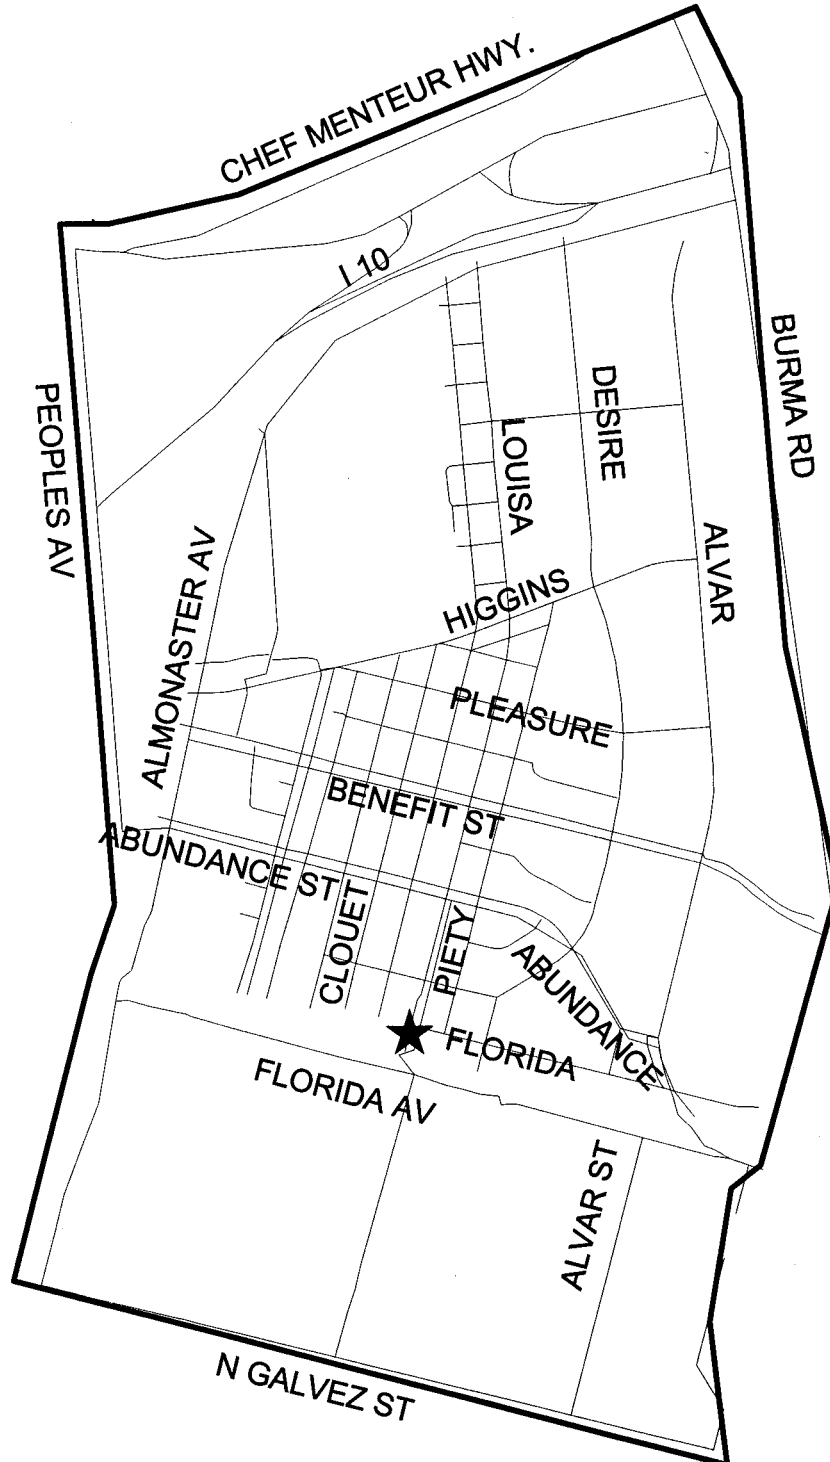 CHEF MENTEUR HWY.
I 10
BURMA RD
PEOPLES AV
DESIRE
LOUISA
ALVAR
ALMONASTER AV
HIGGINS
PLEASURE
BENEFIT ST
ABUNDANCE ST
CLOUET
PIETY
ABUNDANCE
FLORIDA
FLORIDA AV
ALVAR ST
N GALVEZ ST